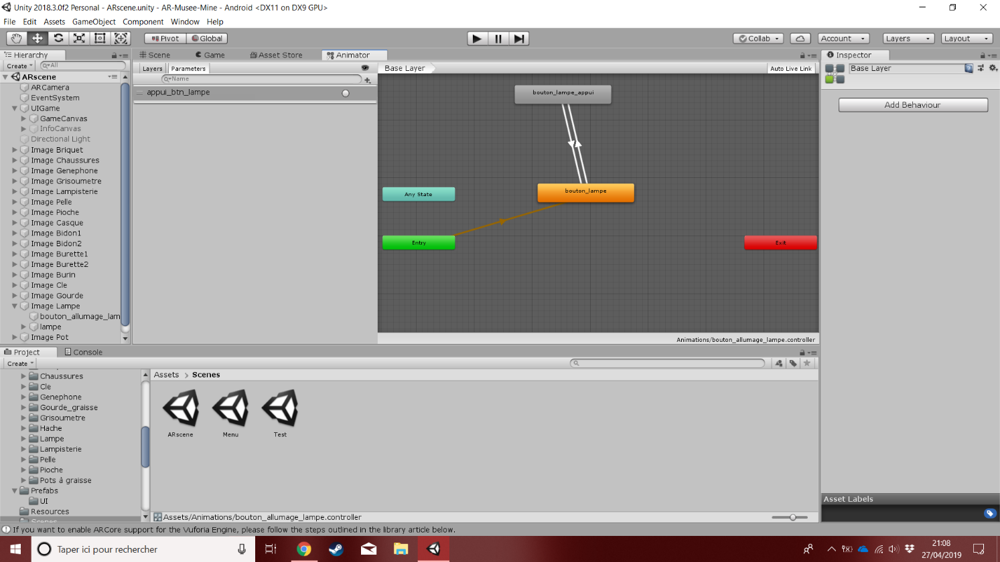 Unity 2018.3.0f2 Personal - ARscene.unity - AR-Musee-Mine - Android <DX11 on DX9 GPU>
File Edit Assets GameObject Component Window Help
Pivot Global Collab Account Layers Layout
Hierarchy
Create All
ARscene
ARCamera
EventSystem
UIGame
GameCanvas
InfoCanvas
Directional Light
Image Briquet
Image Chaussures
Image Genephone
Image Grisoumetre
Image Lampisterie
Image Pelle
Image Pioche
Image Casque
Image Bidon1
Image Bidon2
Image Burette1
Image Burette2
Image Burin
Image Cle
Image Gourde
Image Lampe
bouton_allumage_lam
lampe
Image Pot
Scene Game Asset Store Animator
Layers Parameters
Name
appui_btn_lampe
Base Layer
Auto Live Link
bouton_lampe_appui
Any State
bouton_lampe
Entry
Exit
Animations/bouton_allumage_lampe.controller
Inspector
Base Layer
Add Behaviour
Asset Labels
Project Console
Create
Chaussures
Cle
Genephone
Gourde_graisse
Grisoumetre
Hache
Lampe
Lampisterie
Pelle
Pioche
Pots à graisse
Prefabs
UI
Resources
Scenes
Assets Scenes
ARscene
Menu
Test
Assets/Animations/bouton_allumage_lampe.controller
If you want to enable ARCore support for the Vuforia Engine, please follow the steps outlined in the library article below.
Taper ici pour rechercher
21:08
27/04/2019